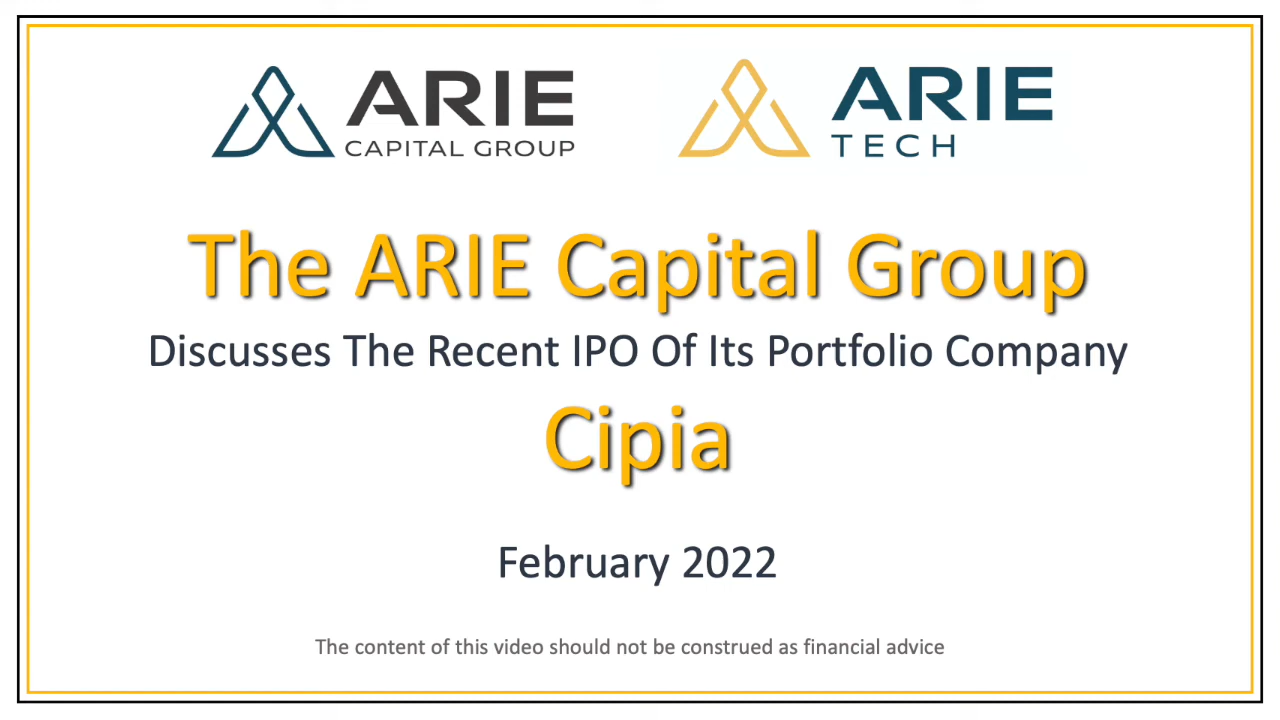 ARIE
CAPITAL GROUP
ARIE
TECH
The ARIE Capital Group
Discusses The Recent IPO Of Its Portfolio Company
Cipia
February 2022
The content of this video should not be construed as financial advice